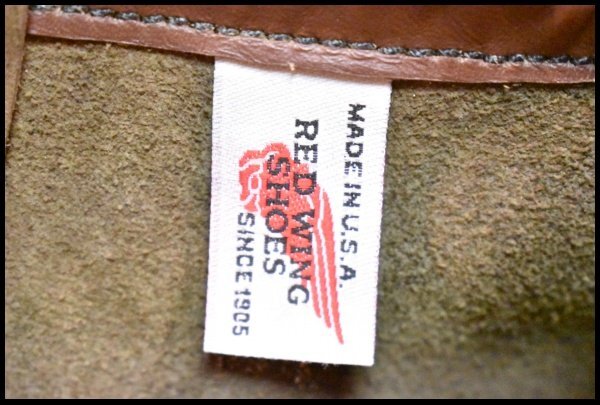 MADE IN U.S.A.
RED WING
SHOES
SINCE 1905